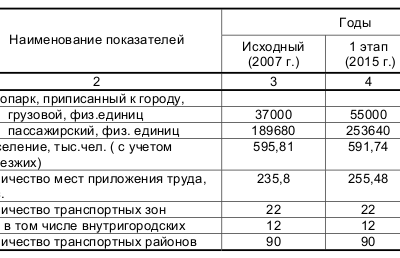 Годы
Наименование показателей
Исходный 1 этап
(2007 г.) (2015 г.)
2 3 4
опарк, приписанный к городу,
грузовой, физ.единиц 37000 55000
пассажирский, физ. единиц 189680 253640
селение, тыс.чел. ( с учетом 595,81 591,74
езжих)
ичество мест приложения труда, 235,8 255,48
.
ичество транспортных зон 22 22
в том числе внутригородских 12 12
ичество транспортных районов 90 90